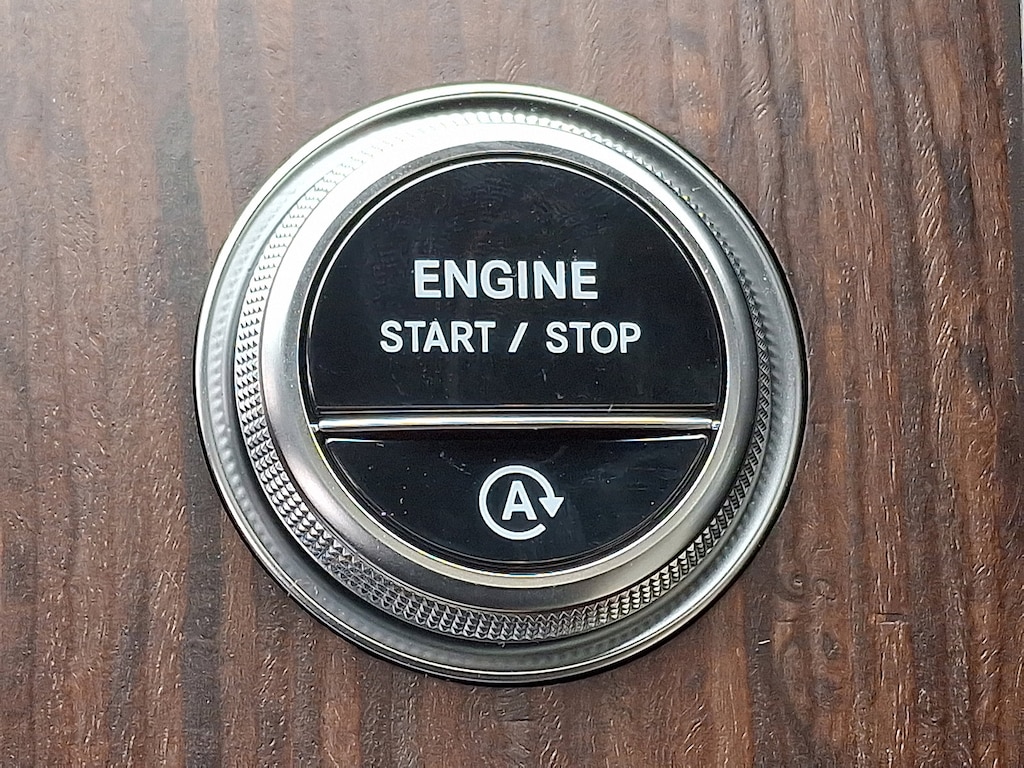 ENGINE
START / STOP
A